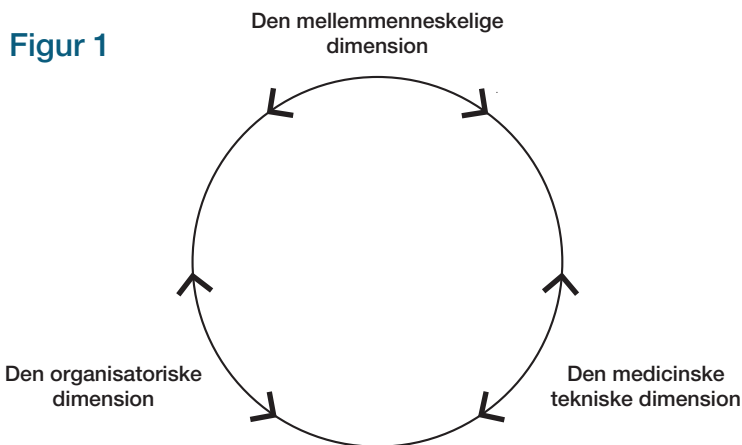 Figur 1
Den mellemmenneskelige
dimension
Den organisatoriske
dimension
Den medicinske
tekniske dimension